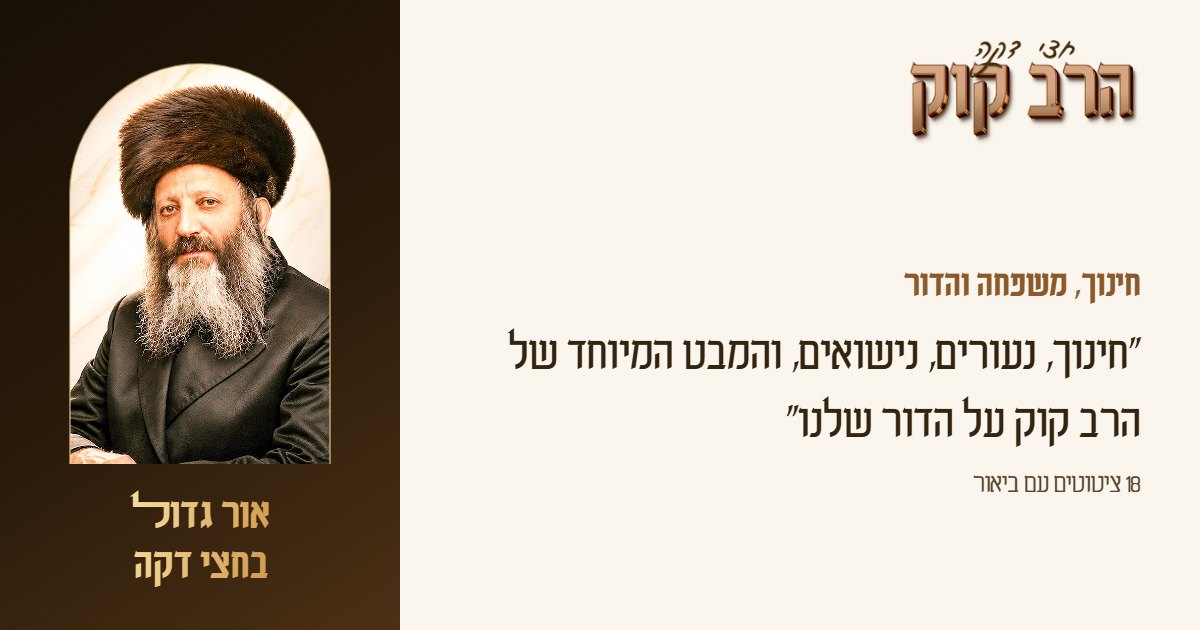 חצי דקה
הרב קוק
חינוך, משפחה והדור
"חינוך, נעורים, נישואים, והמבט המיוחד של
הרב קוק על הדור שלנו"
18 ציטוטים עם ביאור
אור גדול
בחצי דקה